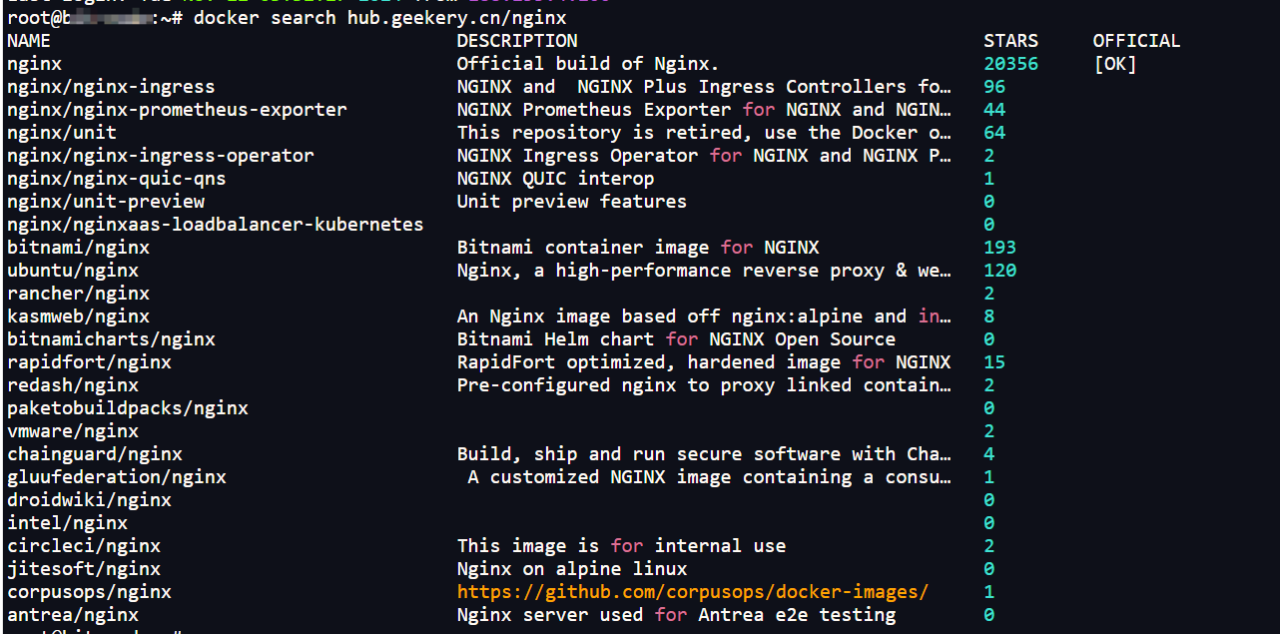 root@b :~# docker search hub.geekery.cn/nginx
NAME DESCRIPTION STARS OFFICIAL
nginx Official build of Nginx. 20356 [OK]
nginx/nginx-ingress NGINX and  NGINX Plus Ingress Controllers fo… 96
nginx/nginx-prometheus-exporter NGINX Prometheus Exporter for NGINX and NGIN… 44
nginx/unit This repository is retired, use the Docker o… 64
nginx/nginx-ingress-operator NGINX Ingress Operator for NGINX and NGINX P… 2
nginx/nginx-quic-qns NGINX QUIC interop 1
nginx/unit-preview Unit preview features 0
nginx/nginxaas-loadbalancer-kubernetes 0
bitnami/nginx Bitnami container image for NGINX 193
ubuntu/nginx Nginx, a high-performance reverse proxy & we… 120
rancher/nginx 2
kasmweb/nginx An Nginx image based off nginx:alpine and in… 8
bitnamicharts/nginx Bitnami Helm chart for NGINX Open Source 0
rapidfort/nginx RapidFort optimized, hardened image for NGINX 15
redash/nginx Pre-configured nginx to proxy linked contain… 2
paketobuildpacks/nginx 0
vmware/nginx 2
chainguard/nginx Build, ship and run secure software with Cha… 4
gluufederation/nginx A customized NGINX image containing a consu… 1
droidwiki/nginx 0
intel/nginx 0
circleci/nginx This image is for internal use 2
jitesoft/nginx Nginx on alpine linux 0
corpusops/nginx https://github.com/corpusops/docker-images/ 1
antrea/nginx Nginx server used for Antrea e2e testing 0